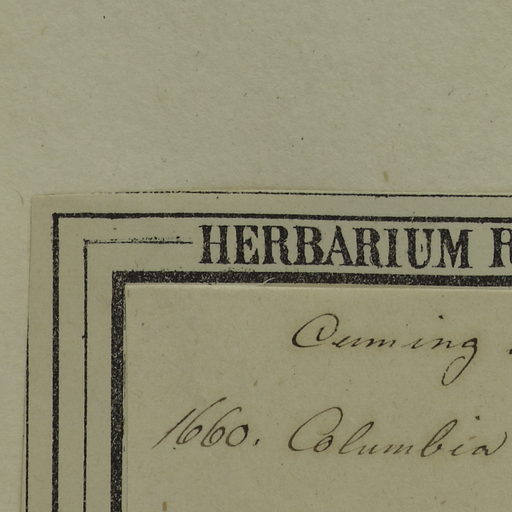 HERBARIUM R
Cuming
1660. Columbia